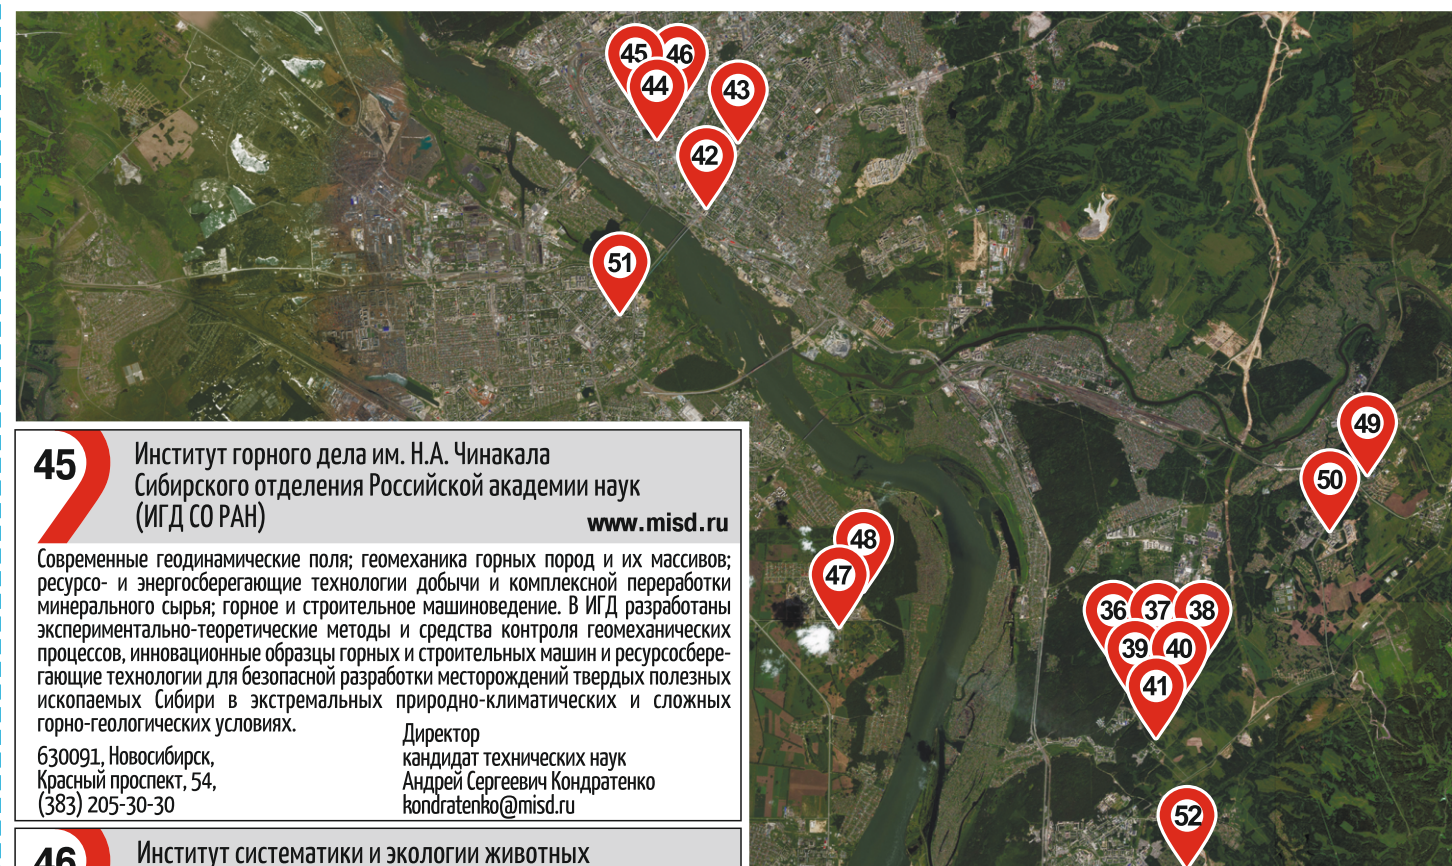 45 46
44 43
42
51
49
50
48
47
36 37 38
39 40
41
52
45
Институт горного дела им. Н.А. Чинакала
Сибирского отделения Российской академии наук
(ИГД СО РАН)
www.misd.ru
Современные геодинамические поля; геомеханика горных пород и их массивов;
ресурсо- и энергосберегающие технологии добычи и комплексной переработки
минерального сырья; горное и строительное машиноведение. В ИГД разработаны
экспериментально-теоретические методы и средства контроля геомеханических
процессов, инновационные образцы горных и строительных машин и ресурсосбере-
гающие технологии для безопасной разработки месторождений твердых полезных
ископаемых Сибири в экстремальных природно-климатических и сложных
горно-геологических условиях.
630091, Новосибирск,
Красный проспект, 54,
(383) 205-30-30
Директор
кандидат технических наук
Андрей Сергеевич Кондратенко
kondratenko@misd.ru
46
Институт систематики и экологии животных